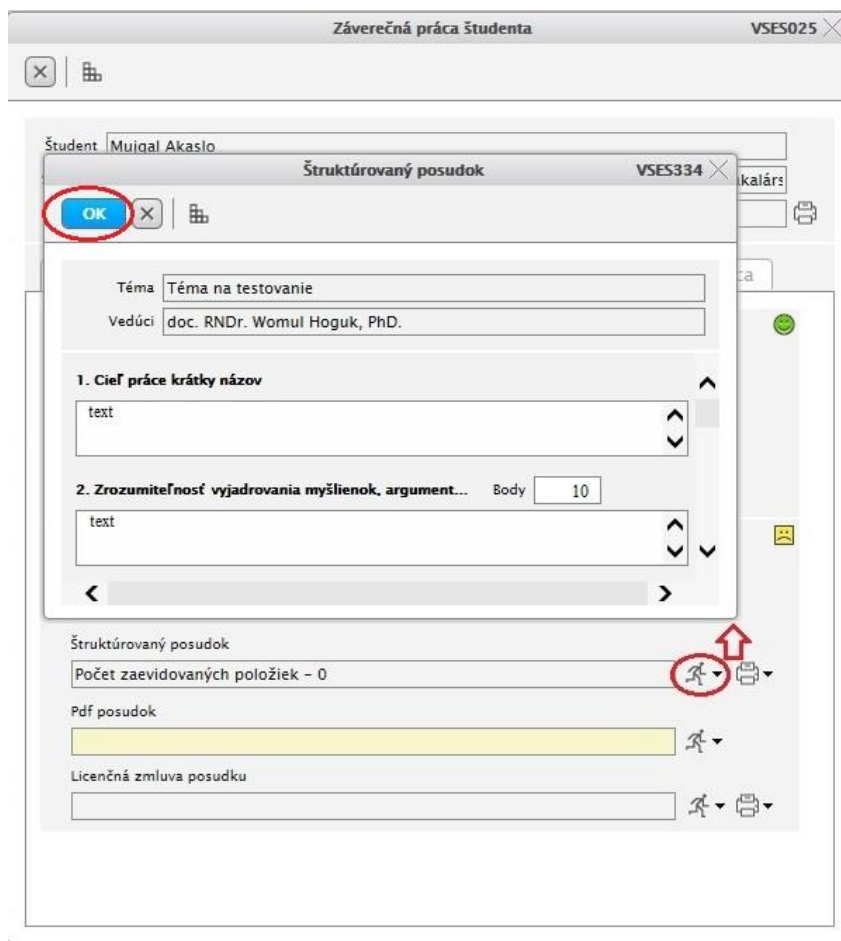 Záverečná práca študenta VSES025
Študent Mujgal Akaslo
Štruktúrovaný posudok VSES334
kalárs
OK
ca
Téma Téma na testovanie
Vedúci doc. RNDr. Womul Hoguk, PhD.
1. Cieľ práce krátky názov
text
2. Zrozumiteľnosť vyjadrovania myšlienok, argument... Body 10
text
Štruktúrovaný posudok
Počet zaevidovaných položiek - 0
Pdf posudok
Licenčná zmluva posudku